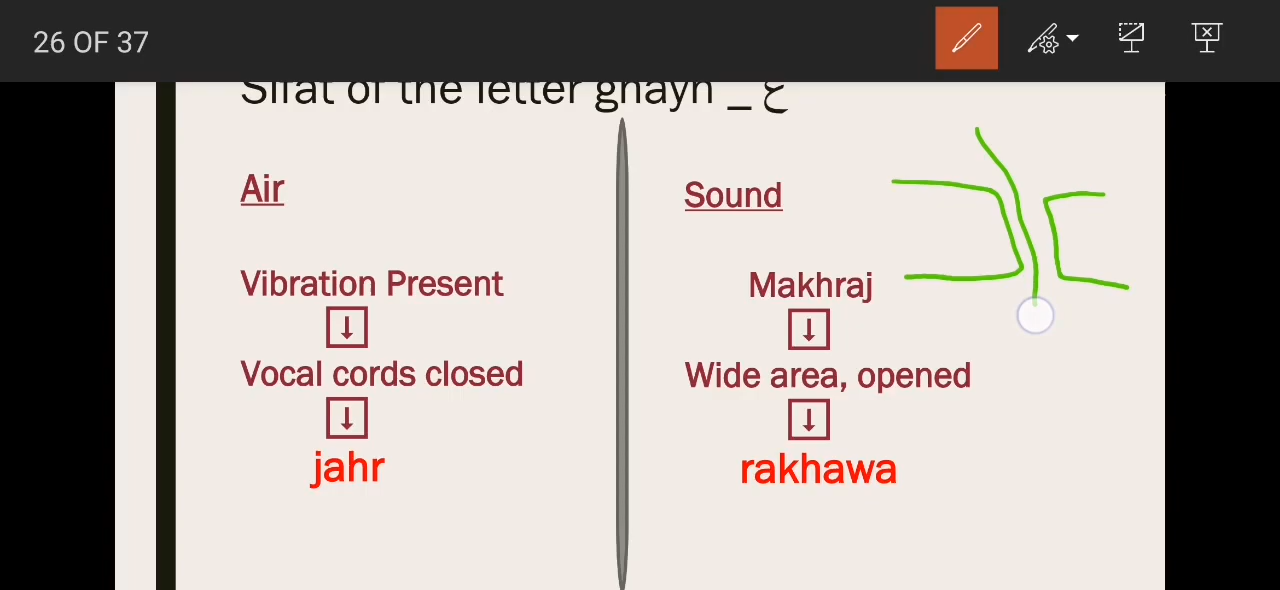 26 OF 37
Sifat of the letter ghayn _ غ
Air
Vibration Present
↓
Vocal cords closed
↓
jahr
Sound
Makhraj
↓
Wide area, opened
↓
rakhawa